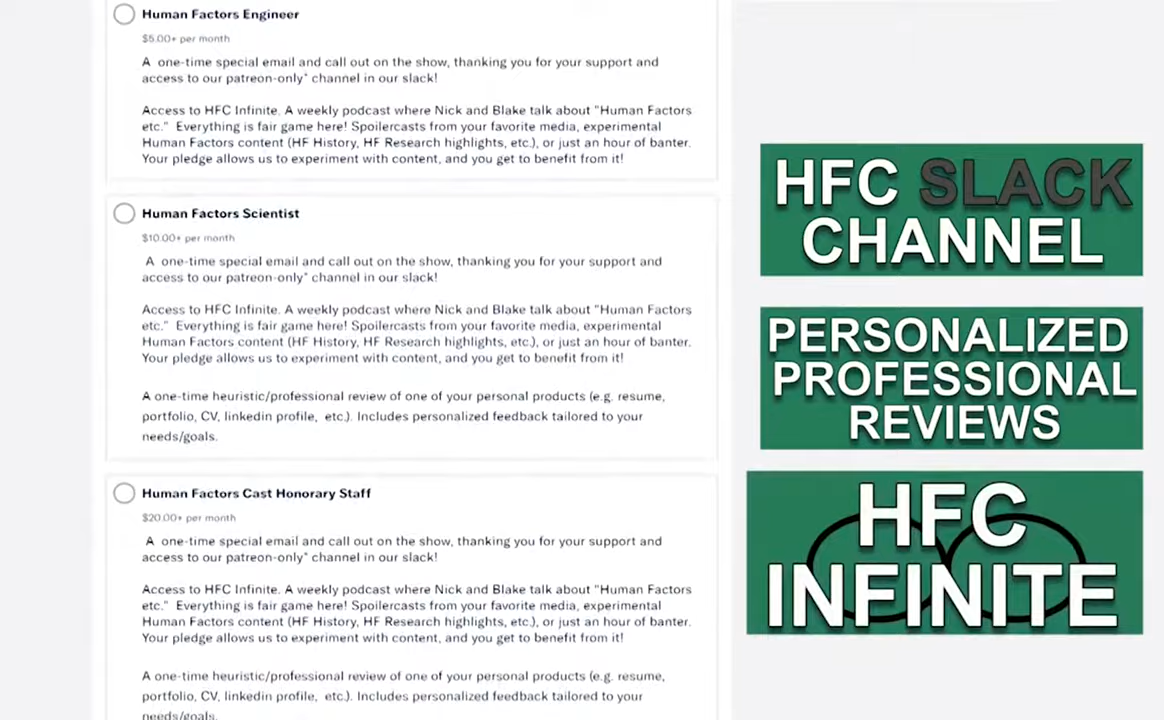 Human Factors Engineer
$5.00+ per month
A one-time special email and call out on the show, thanking you for your support and
access to our patreon-only* channel in our slack!
Access to HFC Infinite. A weekly podcast where Nick and Blake talk about "Human Factors
etc." Everything is fair game here! Spoilercasts from your favorite media, experimental
Human Factors content (HF History, HF Research highlights, etc.), or just an hour of banter.
Your pledge allows us to experiment with content, and you get to benefit from it!
Human Factors Scientist
$10.00+ per month
A one-time special email and call out on the show, thanking you for your support and
access to our patreon-only* channel in our slack!
Access to HFC Infinite. A weekly podcast where Nick and Blake talk about "Human Factors
etc." Everything is fair game here! Spoilercasts from your favorite media, experimental
Human Factors content (HF History, HF Research highlights, etc.), or just an hour of banter.
Your pledge allows us to experiment with content, and you get to benefit from it!
A one-time heuristic/professional review of one of your personal products (e.g. resume,
portfolio, CV, linkedin profile, etc.). Includes personalized feedback tailored to your
needs/goals.
Human Factors Cast Honorary Staff
$20.00+ per month
A one-time special email and call out on the show, thanking you for your support and
access to our patreon-only* channel in our slack!
Access to HFC Infinite. A weekly podcast where Nick and Blake talk about "Human Factors
etc." Everything is fair game here! Spoilercasts from your favorite media, experimental
Human Factors content (HF History, HF Research highlights, etc.), or just an hour of banter.
Your pledge allows us to experiment with content, and you get to benefit from it!
A one-time heuristic/professional review of one of your personal products (e.g. resume,
portfolio, CV, linkedin profile, etc.). Includes personalized feedback tailored to your
needs/goals.
HFC SLACK
CHANNEL
PERSONALIZED
PROFESSIONAL
REVIEWS
HFC
INFINITE